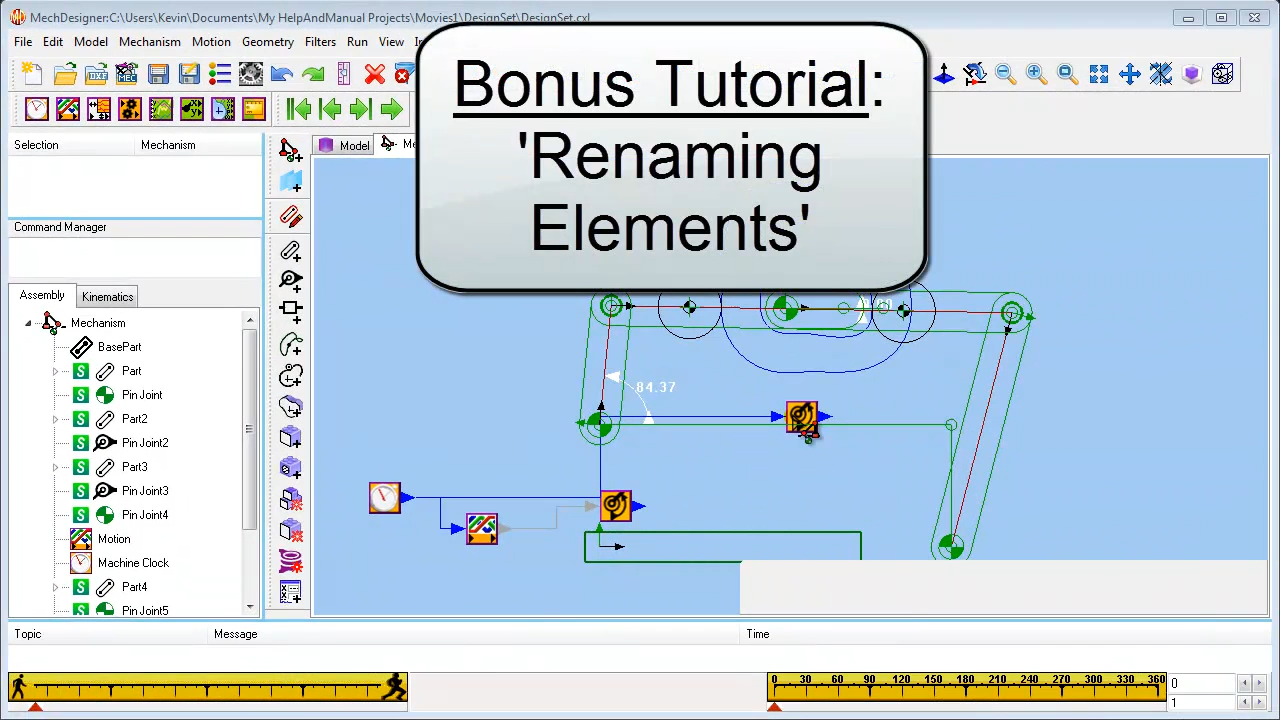 MechDesigner:C:\Users\Kevin\Documents\My HelpAndManual Projects\Movies1\DesignSet\DesignSet.cxl
File Edit Model Mechanism Motion Geometry Filters Run View
Bonus Tutorial:
'Renaming
Elements'
Selection Mechanism
Model
Command Manager
Assembly Kinematics
Mechanism
BasePart
S Part
S Pin Joint
S Part2
S Pin Joint2
S Part3
S Pin Joint3
S Pin Joint4
Motion
Machine Clock
S Part4
S Pin Joint5
84.37
Topic Message Time
0 30 60 90 120 150 180 210 240 270 300 330 360
0
1